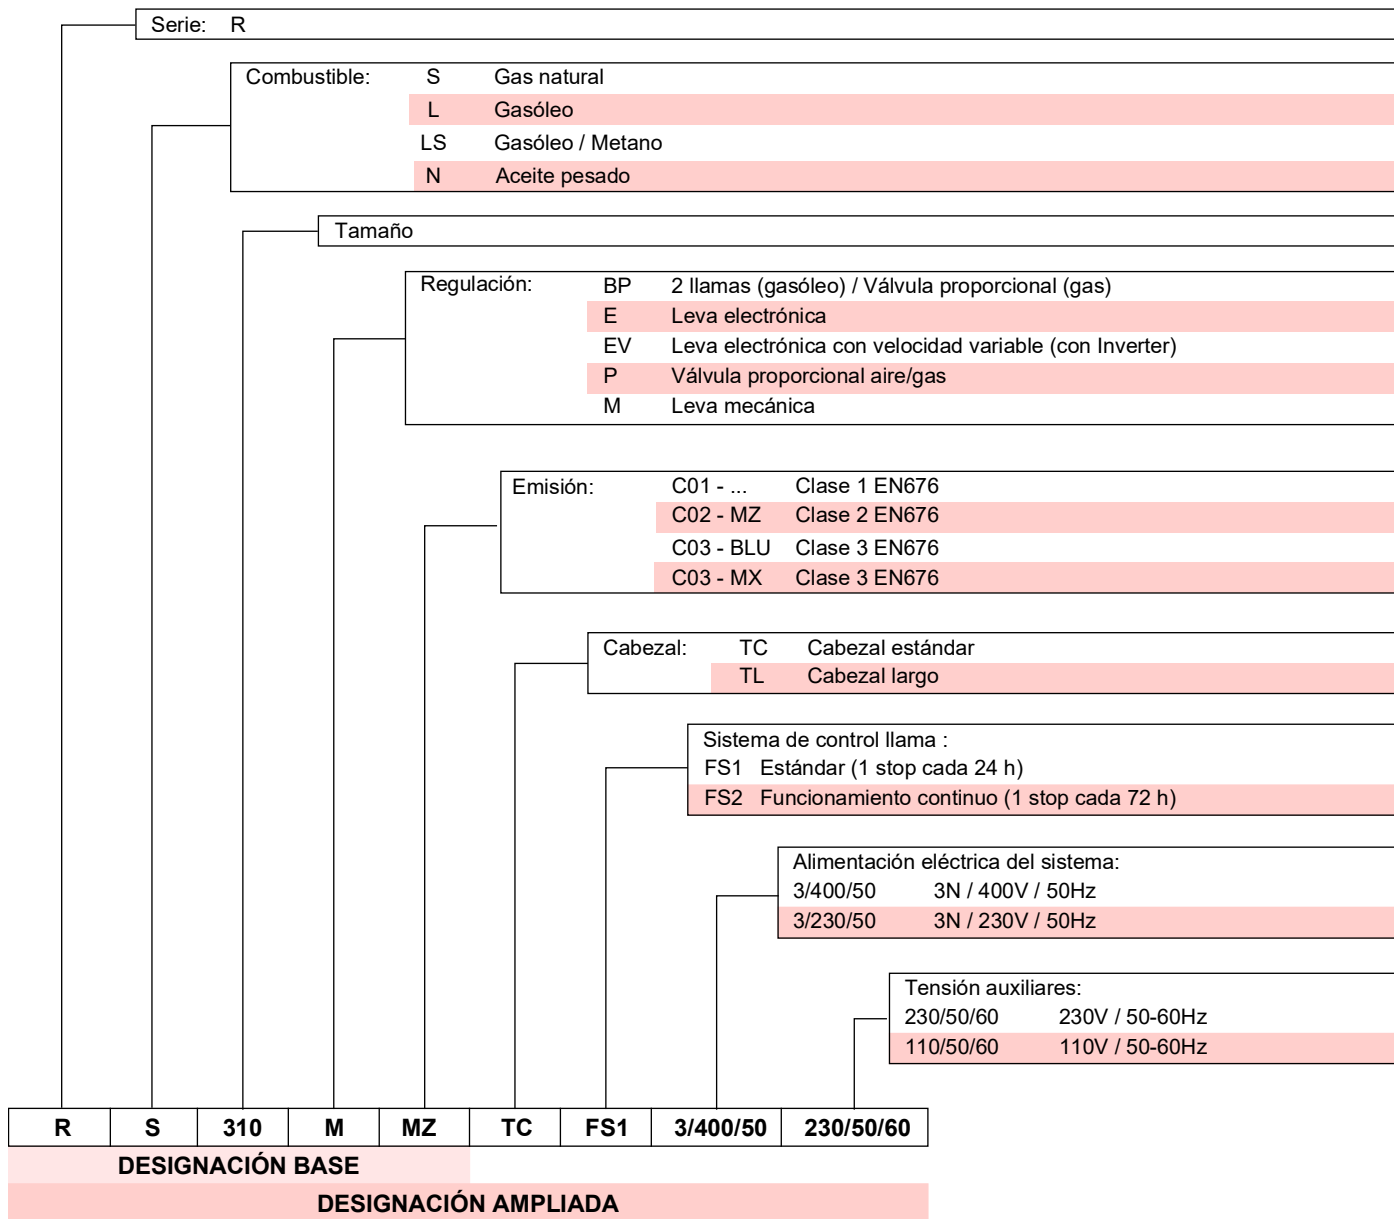 Serie: R
Combustible: S Gas natural
L Gasóleo
LS Gasóleo / Metano
N Aceite pesado
Tamaño
Regulación: BP 2 llamas (gasóleo) / Válvula proporcional (gas)
E Leva electrónica
EV Leva electrónica con velocidad variable (con Inverter)
P Válvula proporcional aire/gas
M Leva mecánica
Emisión: C01 - ... Clase 1 EN676
C02 - MZ Clase 2 EN676
C03 - BLU Clase 3 EN676
C03 - MX Clase 3 EN676
Cabezal: TC Cabezal estándar
TL Cabezal largo
Sistema de control llama :
FS1 Estándar (1 stop cada 24 h)
FS2 Funcionamiento continuo (1 stop cada 72 h)
Alimentación eléctrica del sistema:
3/400/50 3N / 400V / 50Hz
3/230/50 3N / 230V / 50Hz
Tensión auxiliares:
230/50/60 230V / 50-60Hz
110/50/60 110V / 50-60Hz
R S 310 M MZ TC FS1 3/400/50 230/50/60
DESIGNACIÓN BASE
DESIGNACIÓN AMPLIADA